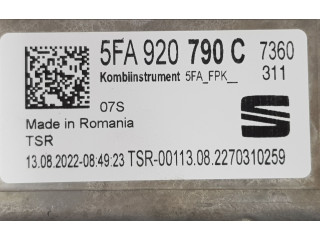 5FA 920 790 C 7360
Kombiinstrument 5FA_FPK__ 311
07S
Made in Romania
TSR
13.08.2022-08:49:23 TSR-00113.08.2270310259